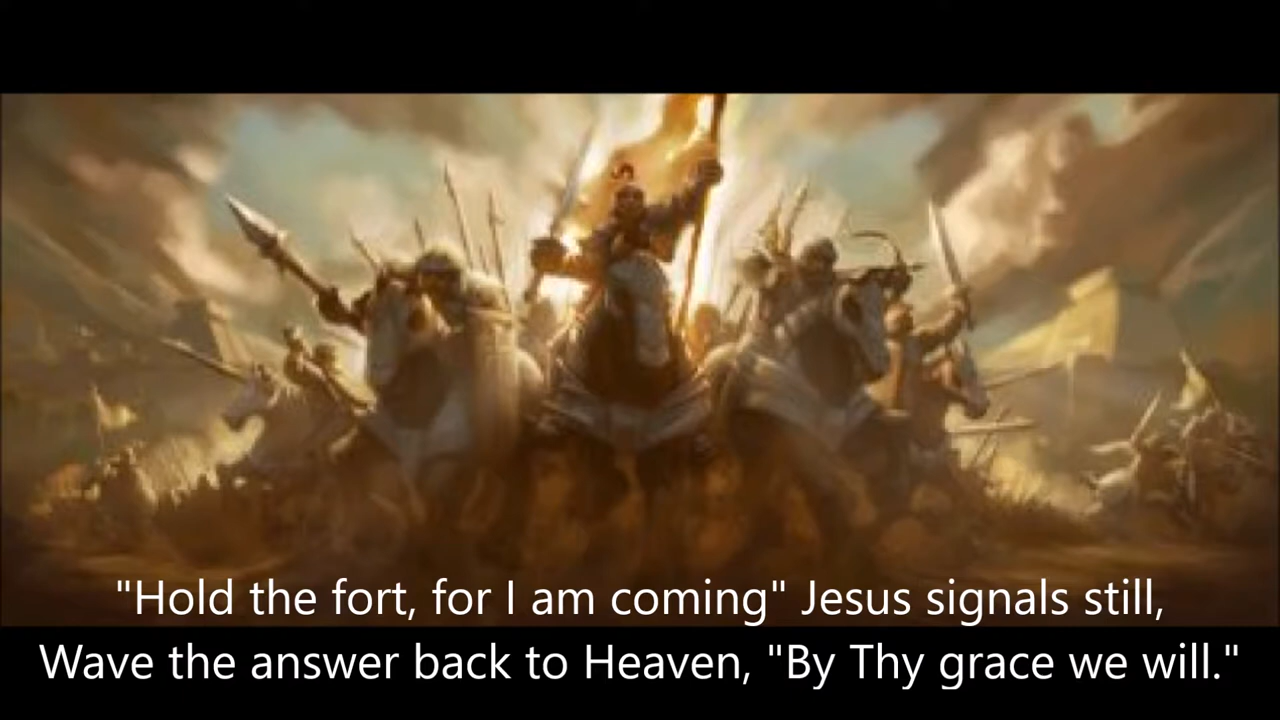 "Hold the fort, for I am coming" Jesus signals still,
Wave the answer back to Heaven, "By Thy grace we will."